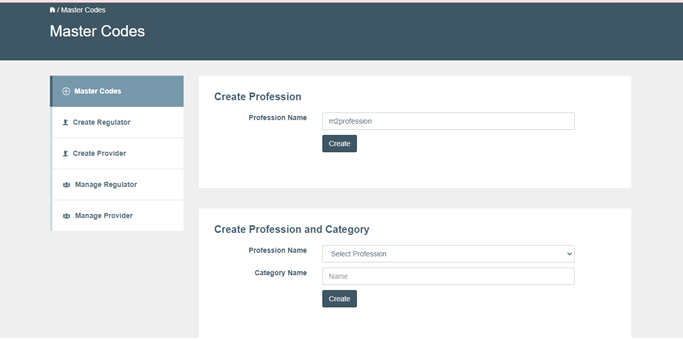 / Master Codes
Master Codes
Master Codes
Create Regulator
Create Provider
Manage Regulator
Manage Provider
Create Profession
Profession Name
m2profession
Create
Create Profession and Category
Profession Name
Select Profession
Category Name
Name
Create